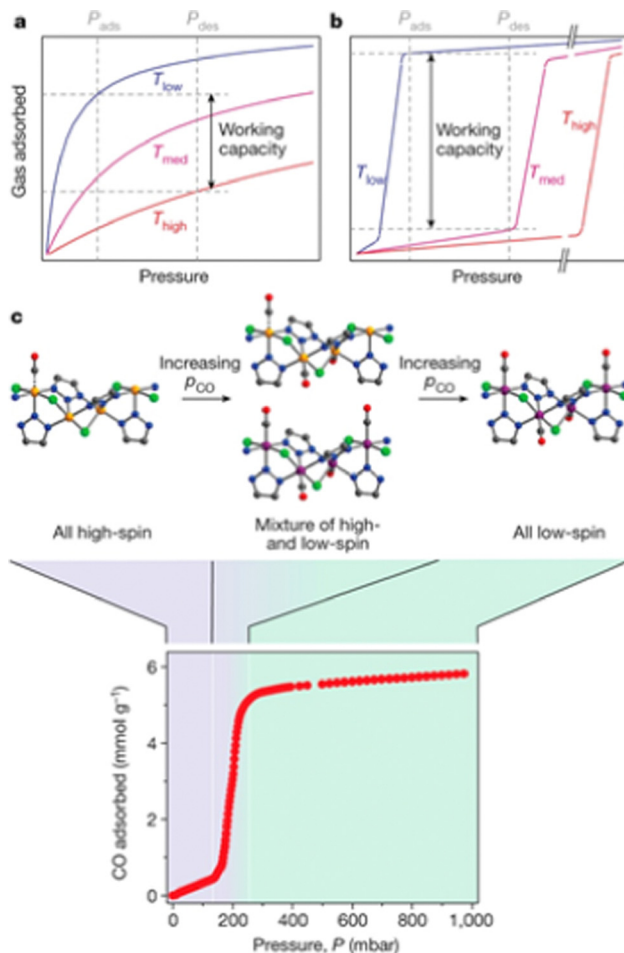 a
P_ads
P_des
T_low
T_med
T_high
Working
capacity
Gas adsorbed
Pressure
b
P_ads
P_des
T_low
T_med
T_high
Working
capacity
Pressure
c
Increasing
p_CO
Increasing
p_CO
All high-spin
Mixture of high-
and low-spin
All low-spin
CO adsorbed (mmol g⁻¹)
6
4
2
0
0
200
400
600
800
1,000
Pressure, P (mbar)